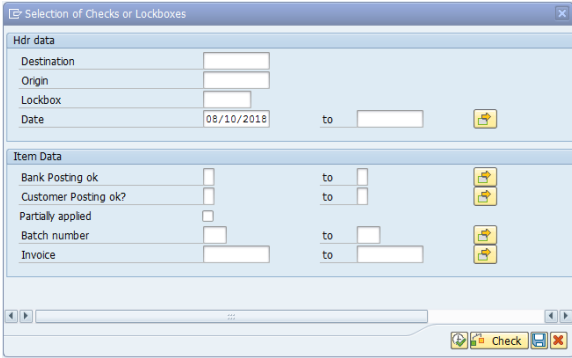 Selection of Checks or Lockboxes
Hdr data
Destination
Origin
Lockbox
Date 08/10/2018 to
Item Data
Bank Posting ok to
Customer Posting ok? to
Partially applied
Batch number to
Invoice to
Check